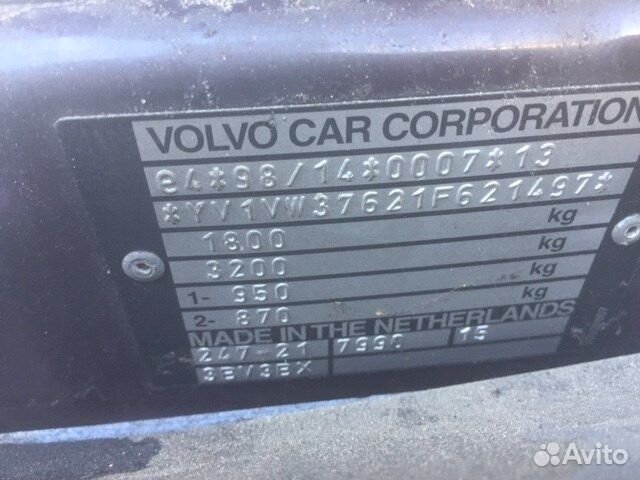 VOLVO CAR CORPORATION
e4*98/14*0007*13
*YV1VW37621F621497*
1800 kg
3200 kg
1- 950 kg
2- 870 kg
MADE IN THE NETHERLANDS
247-21 7990 15
3BV3BX
Avito